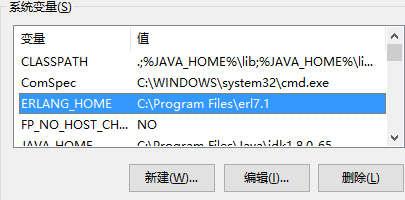 系统变量(S)
变量 值
CLASSPATH .;%JAVA_HOME%\lib;%JAVA_HOME%\li...
ComSpec C:\WINDOWS\system32\cmd.exe
ERLANG_HOME C:\Program Files\erl7.1
FP_NO_HOST_CH... NO
JAVA_HOME C:\Program Files\Java\jdk1.8.0_65
新建(W)... 编辑(I)... 删除(L)